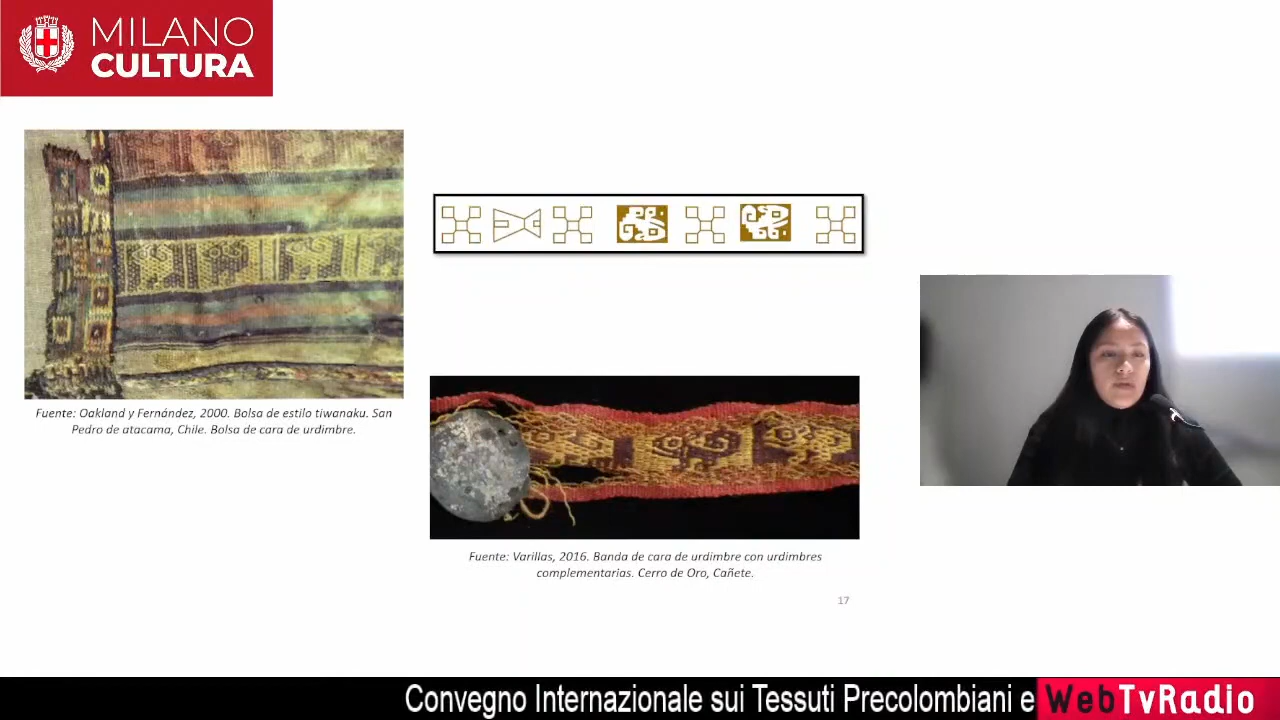 MILANO
CULTURA
Fuente: Oakland y Fernández, 2000. Bolsa de estilo tiwanaku. San
Pedro de atacama, Chile. Bolsa de cara de urdimbre.
Fuente: Varillas, 2016. Banda de cara de urdimbre con urdimbres
complementarias. Cerro de Oro, Cañete.
17
Convegno Internazionale sui Tessuti Precolombiani e
WebTvRadio